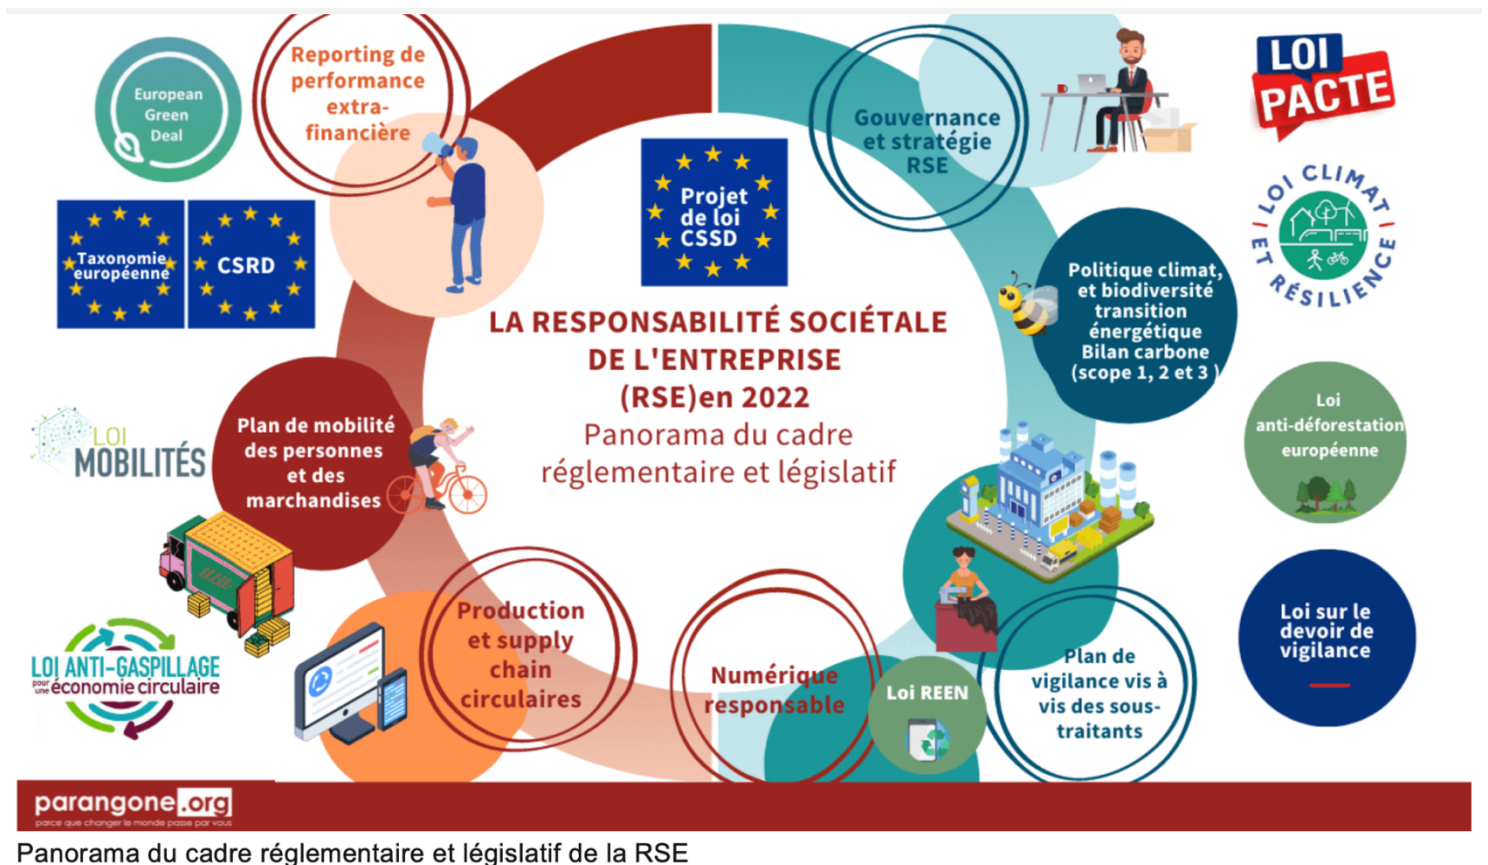 European
Green
Deal
Reporting de
performance
extra-
financière
Gouvernance
et stratégie
RSE
LOI
PACTE
Projet
de loi
CSSD
LOI CLIMAT
ET RÉSILIENCE
Taxonomie
européenne
CSRD
Politique climat,
et biodiversité
transition
énergétique
Bilan carbone
(scope 1, 2 et 3 )
LA RESPONSABILITÉ SOCIÉTALE
DE L'ENTREPRISE
(RSE)en 2022
Panorama du cadre
réglementaire et législatif
LOI
MOBILITÉS
Plan de mobilité
des personnes
et des
marchandises
Loi
anti-déforestation
européenne
LOI ANTI-GASPILLAGE
pour une économie circulaire
Production
et supply
chain
circulaires
Numérique
responsable
Loi REEN
Plan de
vigilance vis à
vis des sous-
traitants
Loi sur le
devoir de
vigilance
parangone.org
parce que changer le monde passe par vous
Panorama du cadre réglementaire et législatif de la RSE